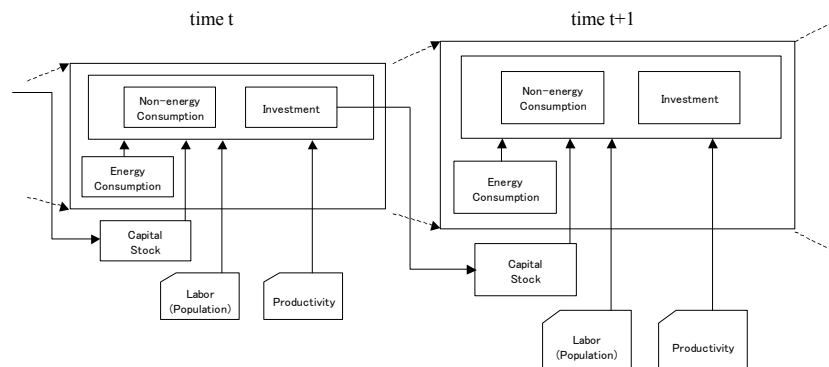 time t
time t+1
Non-energy
Consumption
Investment
Energy
Consumption
Capital
Stock
Labor
(Population)
Productivity
Non-energy
Consumption
Investment
Energy
Consumption
Capital
Stock
Labor
(Population)
Productivity